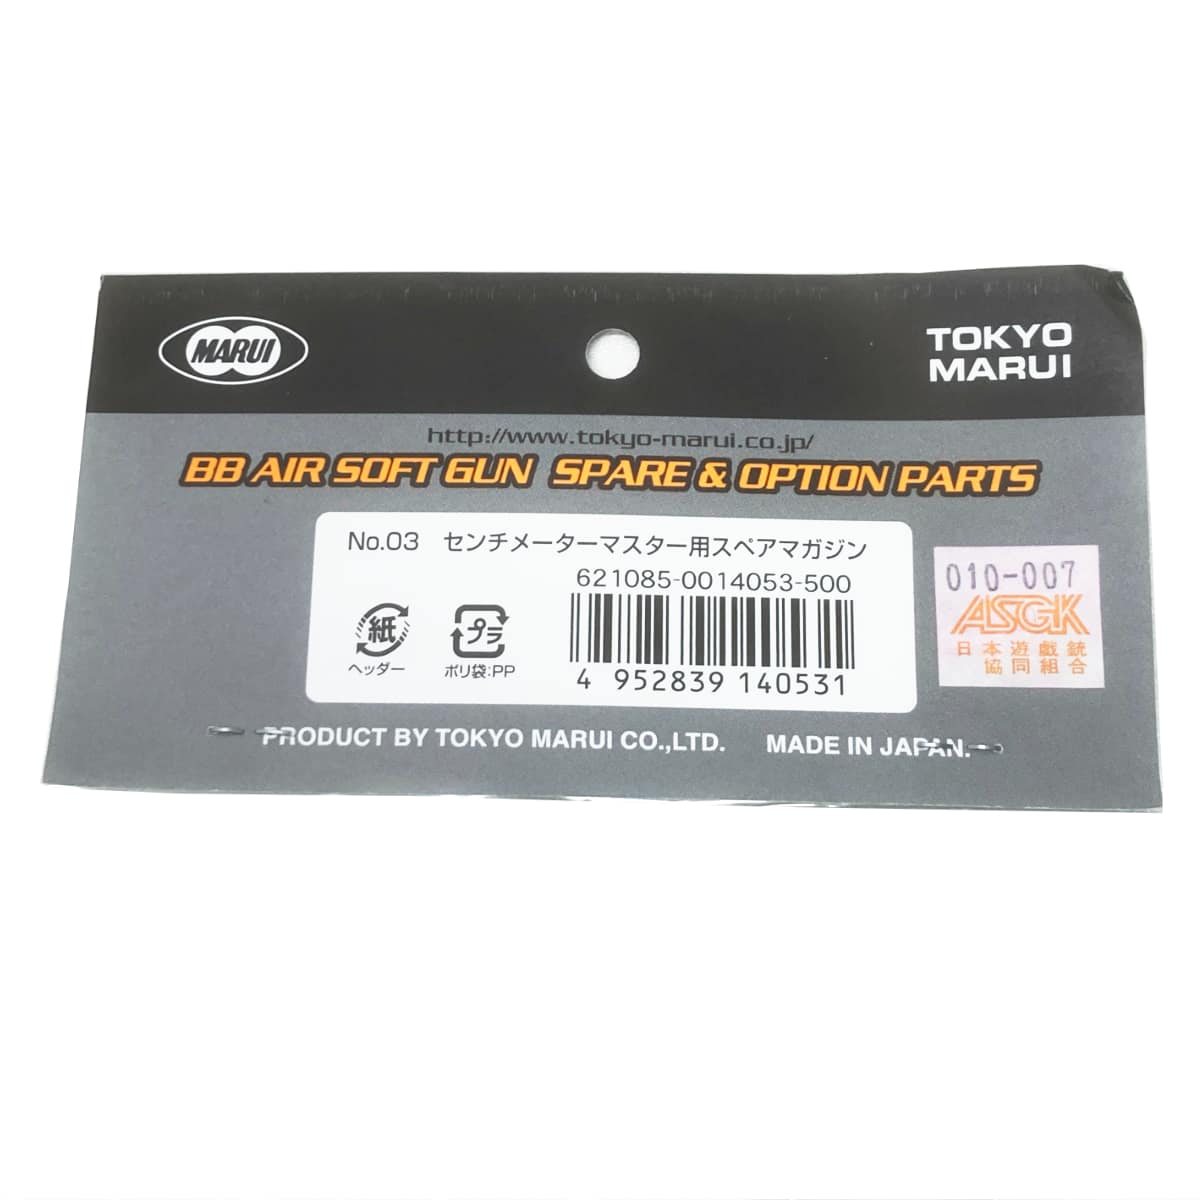 MARUI
TOKYO
MARUI
http://www.tokyo-marui.co.jp/
BB AIR SOFT GUN SPARE & OPTION PARTS
No.03 センチメーターマスター用スペアマガジン
621085-0014053-500
紙
ヘッダー
プラ
ポリ袋:PP
4 952839 140531
010-007
ASGK
日本遊戯銃
協同組合
PRODUCT BY TOKYO MARUI CO.,LTD. MADE IN JAPAN.